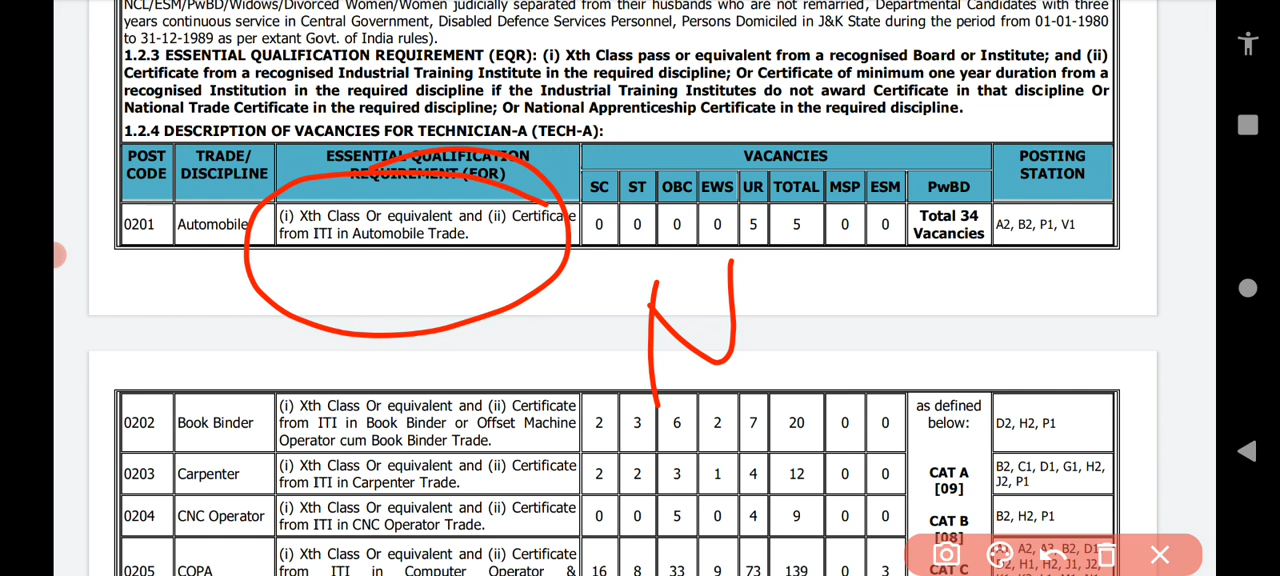 NCL/ESM/PwBD/Widows/Divorced Women/Women judicially separated from their husbands who are not remarried, Departmental Candidates with three
years continuous service in Central Government, Disabled Defence Services Personnel, Persons Domiciled in J&K State during the period from 01-01-1980
to 31-12-1989 as per extant Govt. of India rules).
1.2.3 ESSENTIAL QUALIFICATION REQUIREMENT (EQR): (i) Xth Class pass or equivalent from a recognised Board or Institute; and (ii)
Certificate from a recognised Industrial Training Institute in the required discipline; Or Certificate of minimum one year duration from a
recognised Institution in the required discipline if the Industrial Training Institutes do not award Certificate in that discipline Or
National Trade Certificate in the required discipline; Or National Apprenticeship Certificate in the required discipline.
1.2.4 DESCRIPTION OF VACANCIES FOR TECHNICIAN-A (TECH-A):
POST CODE TRADE/ DISCIPLINE ESSENTIAL QUALIFICATION REQUIREMENT (EQR) VACANCIES POSTING STATION
SC ST OBC EWS UR TOTAL MSP ESM PwBD
0201 Automobile (i) Xth Class Or equivalent and (ii) Certificate 0 0 0 0 5 5 0 0 Total 34 A2, B2, P1, V1
from ITI in Automobile Trade. Vacancies
N
(i) Xth Class Or equivalent and (ii) Certificate as defined
0202 Book Binder from ITI in Book Binder or Offset Machine 2 3 6 2 7 20 0 0 below: D2, H2, P1
Operator cum Book Binder Trade.
0203 Carpenter (i) Xth Class Or equivalent and (ii) Certificate 2 2 3 1 4 12 0 0 CAT A B2, C1, D1, G1, H2,
from ITI in Carpenter Trade. [09] J2, P1
0204 CNC Operator (i) Xth Class Or equivalent and (ii) Certificate 0 0 5 0 4 9 0 0 CAT B B2, H2, P1
from ITI in CNC Operator Trade. [08]
(i) Xth Class Or equivalent and (ii) Certificate
0205 COPA from ITI in Computer Operator & 16 8 33 9 73 139 0 3 CAT C